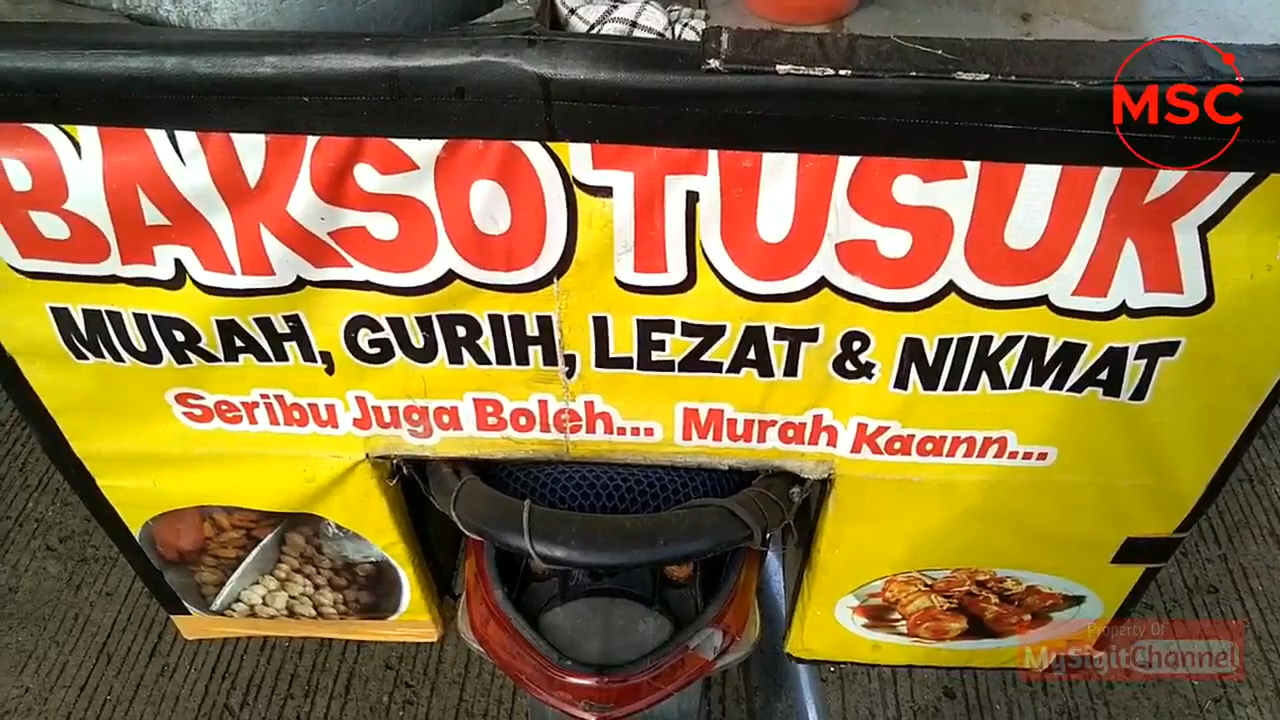 MSC
BAKSO TUSUK
MURAH, GURIH, LEZAT & NIKMAT
Seribu Juga Boleh... Murah Kaann...
Property Of
MySigitChannel